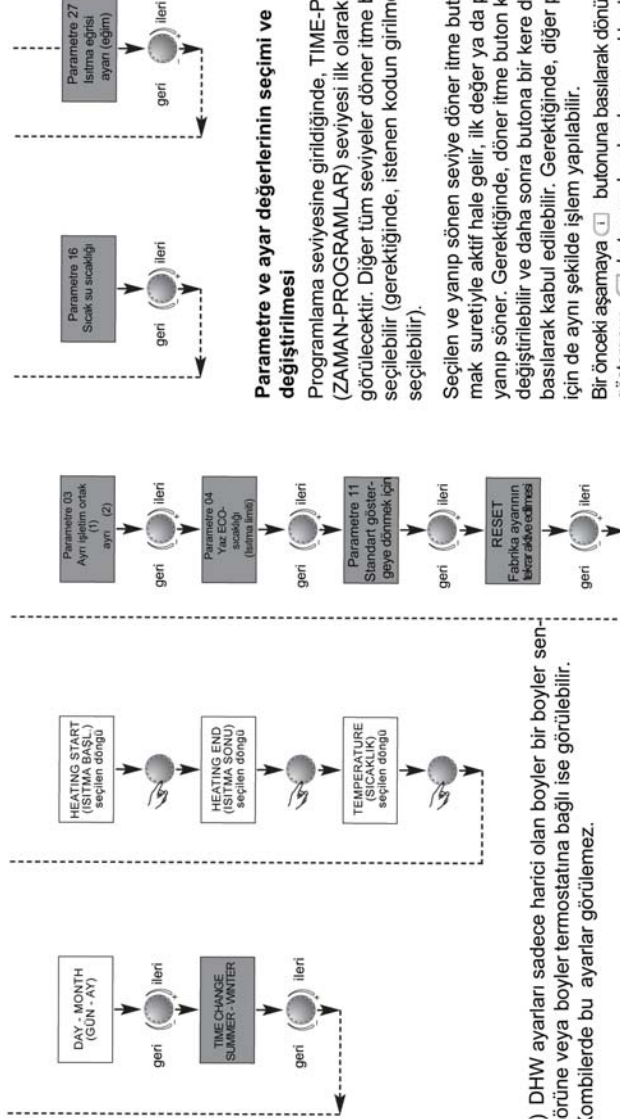 DAY - MONTH
(GÜN - AY)
geri
ileri
TIME CHANGE
SUMMER - WINTER
geri
ileri
HEATING START
(ISITMA BAŞL.)
seçilen döngü
HEATING END
(ISITMA SONU)
seçilen döngü
TEMPERATURE
(SICAKLIK)
seçilen döngü
) DHW ayarları sadece harici olan boyler bir boyler sen-
örüne veya boyler termostatına bağlı ise görülebilir.
Kombilerde bu ayarlar görülemez.
Parametre 03
Ayrı işletim ortak
(1)
ayrı (2)
geri
ileri
Parametre 04
Yaz ECO-
sıcaklığı
(Isıtma limiti)
geri
ileri
Parametre 11
Standart göster-
geye dönmek için
geri
ileri
RESET
Fabrika ayarının
tekrar aktive edilmesi
geri
ileri
Parametre 16
Sıcak su sıcaklığı
geri
ileri
Parametre 27
Isıtma eğrisi
ayarı (eğim)
geri
ileri
Parametre ve ayar değerlerinin seçimi ve
değiştirilmesi
Programlama seviyesine girildiğinde, TIME-P
(ZAMAN-PROGRAMLAR) seviyesi ilk olarak
görülecektir. Diğer tüm seviyeler döner itme b
seçilebilir (gerektiğinde, istenen kodun girilme
seçilebilir).
Seçilen ve yanıp sönen seviye döner itme but
mak suretiyle aktif hale gelir, ilk değer ya da p
yanıp söner. Gerektiğinde, döner itme buton k
değiştirilebilir ve daha sonra butona bir kere d
basılarak kabul edilebilir. Gerektiğinde, diğer p
için de aynı şekilde işlem yapılabilir.
Bir önceki aşamaya i butonuna basılarak dönü